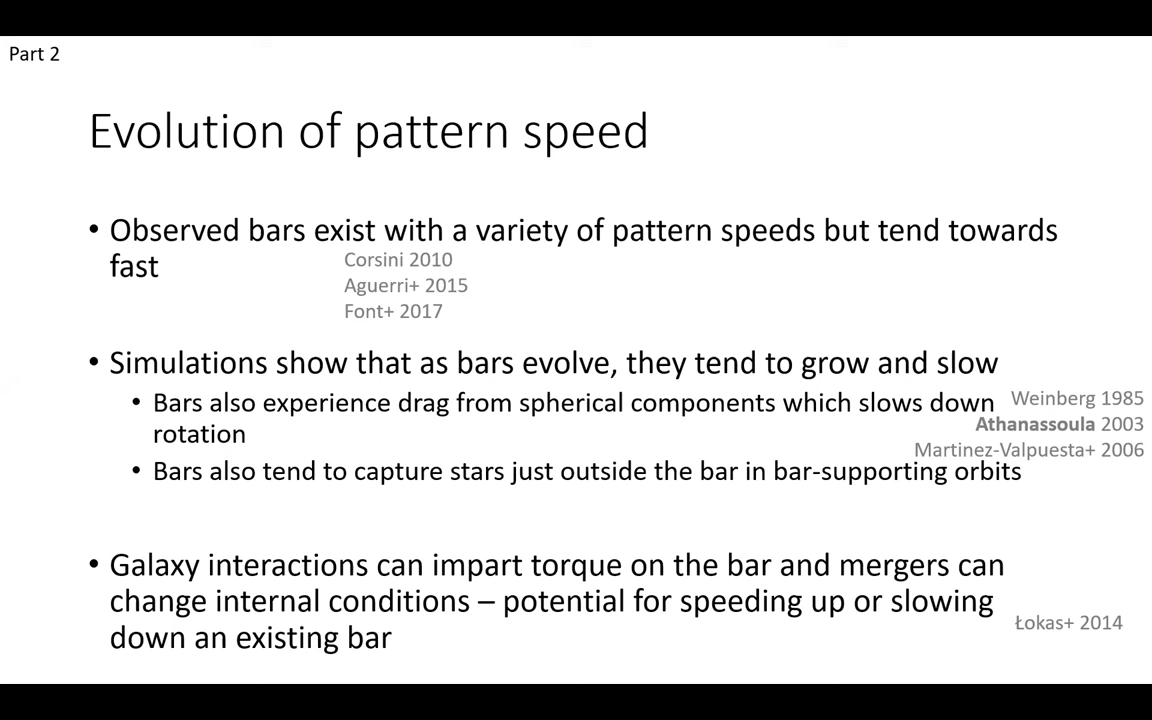 Part 2
Evolution of pattern speed
• Observed bars exist with a variety of pattern speeds but tend towards
fast
Corsini 2010
Aguerri+ 2015
Font+ 2017
• Simulations show that as bars evolve, they tend to grow and slow
• Bars also experience drag from spherical components which slows down
rotation
Weinberg 1985
Athanassoula 2003
Martinez-Valpuesta+ 2006
• Bars also tend to capture stars just outside the bar in bar-supporting orbits
• Galaxy interactions can impart torque on the bar and mergers can
change internal conditions – potential for speeding up or slowing
down an existing bar
Łokas+ 2014